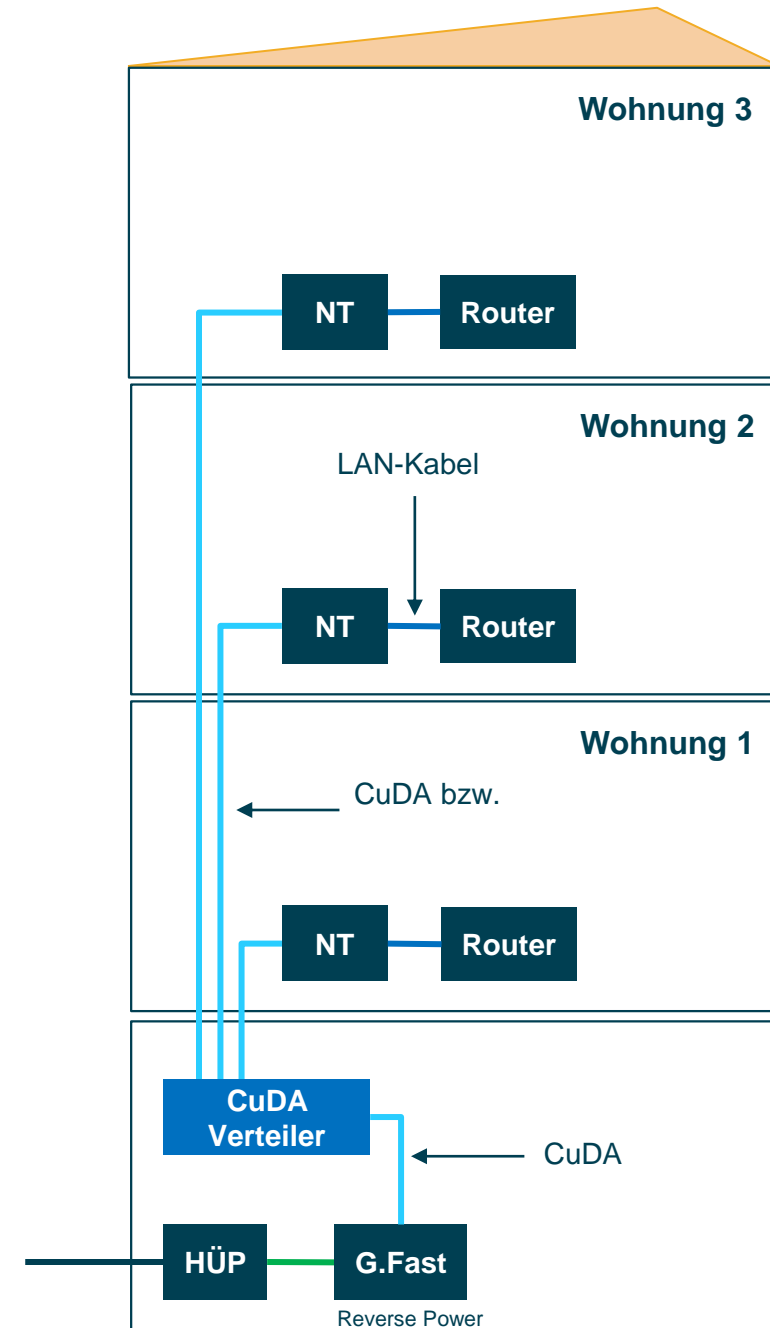 Wohnung 3
NT
Router
Wohnung 2
LAN-Kabel
NT
Router
Wohnung 1
CuDA bzw.
NT
Router
CuDA
Verteiler
CuDA
HÜP
G.Fast
Reverse Power